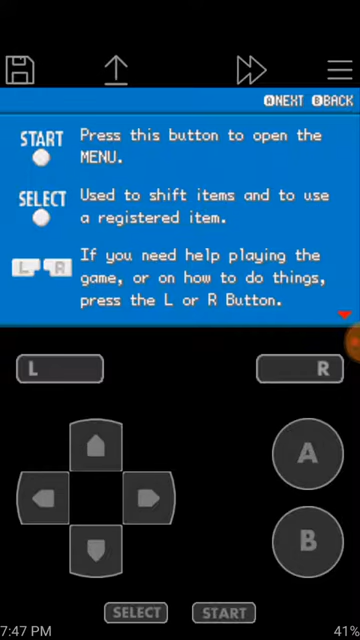 ⒶNEXT ⒷBACK
START
Press this button to open the
MENU.
SELECT
Used to shift items and to use
a registered item.
L R
If you need help playing the
game, or on how to do things,
press the L or R Button.
L
R
A
B
SELECT
START
7:47 PM
41%